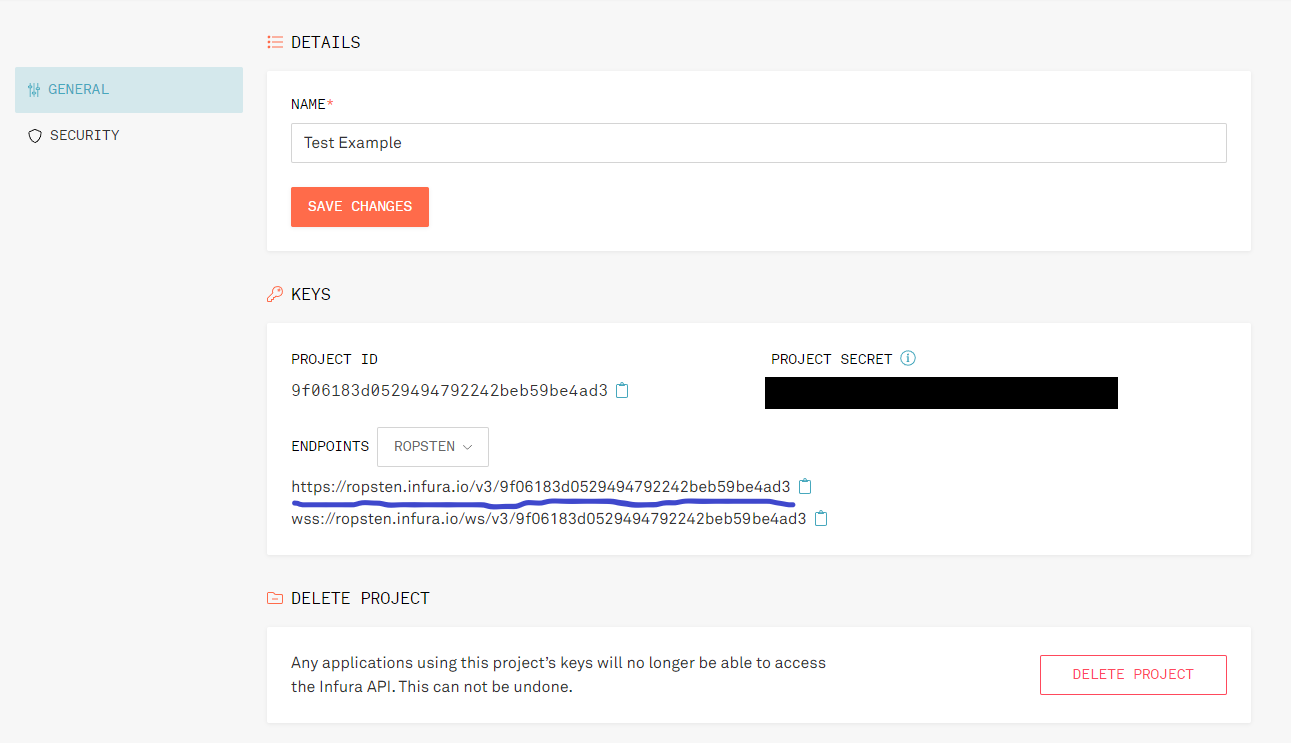 DETAILS
GENERAL
NAME*
SECURITY
Test Example
SAVE CHANGES
KEYS
PROJECT ID
PROJECT SECRET
9f06183d0529494792242beb59be4ad3
ENDPOINTS ROPSTEN
https://ropsten.infura.io/v3/9f06183d0529494792242beb59be4ad3
wss://ropsten.infura.io/ws/v3/9f06183d0529494792242beb59be4ad3
DELETE PROJECT
Any applications using this project's keys will no longer be able to access
the Infura API. This can not be undone.
DELETE PROJECT